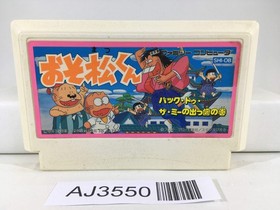 ファミリーコンピュータ
SHI-OB
おそ松くん
バック・トゥ・
ザ・ミーの出っ歯の巻
AJ3550